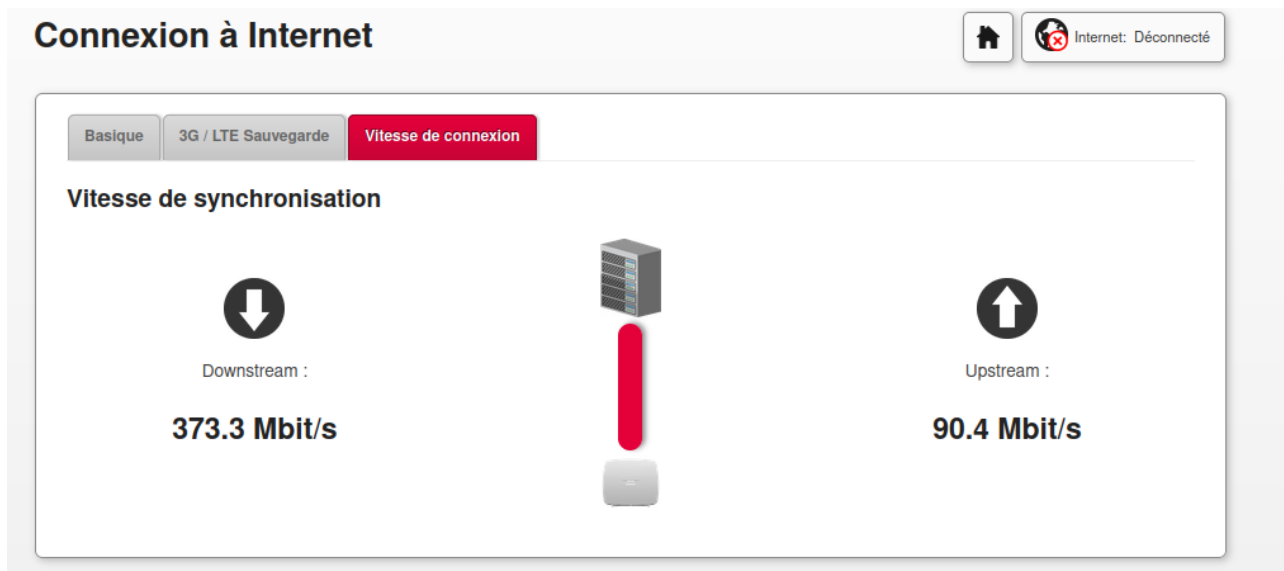 Connexion à Internet
Internet: Déconnecté
Basique
3G / LTE Sauvegarde
Vitesse de connexion
Vitesse de synchronisation
Downstream :
373.3 Mbit/s
Upstream :
90.4 Mbit/s